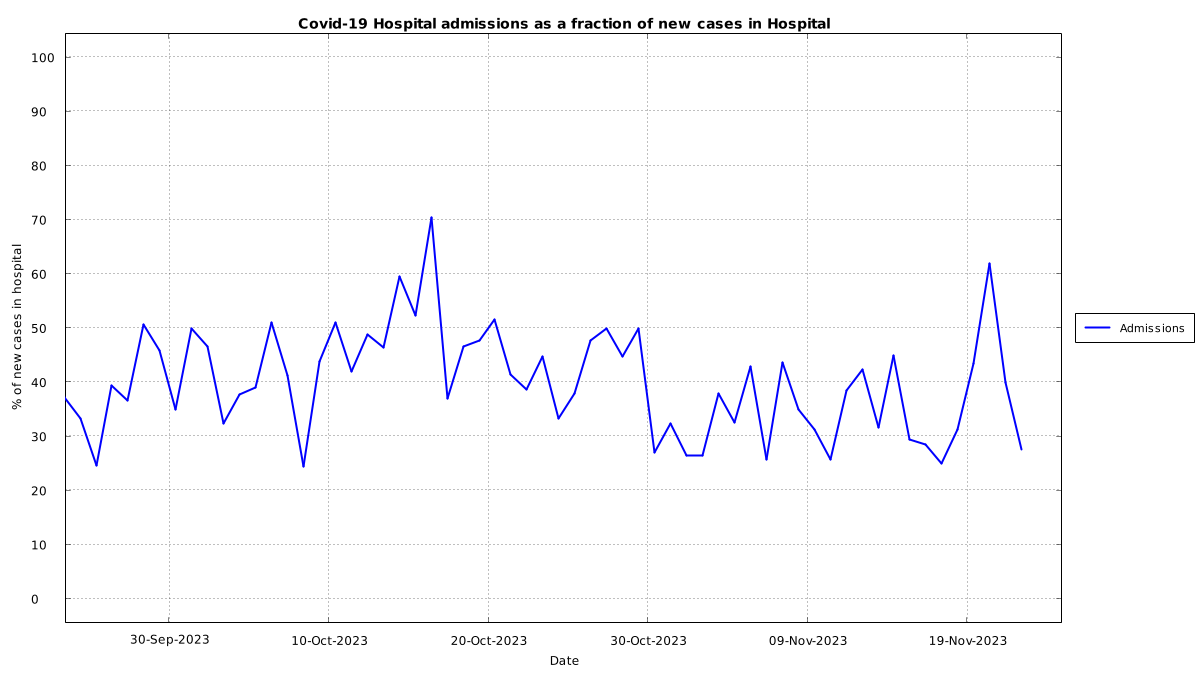 Covid-19 Hospital admissions as a fraction of new cases in Hospital
100
90
80
70
60
50
40
30
20
10
0
% of new cases in hospital
30-Sep-2023
10-Oct-2023
20-Oct-2023
30-Oct-2023
09-Nov-2023
19-Nov-2023
Date
Admissions